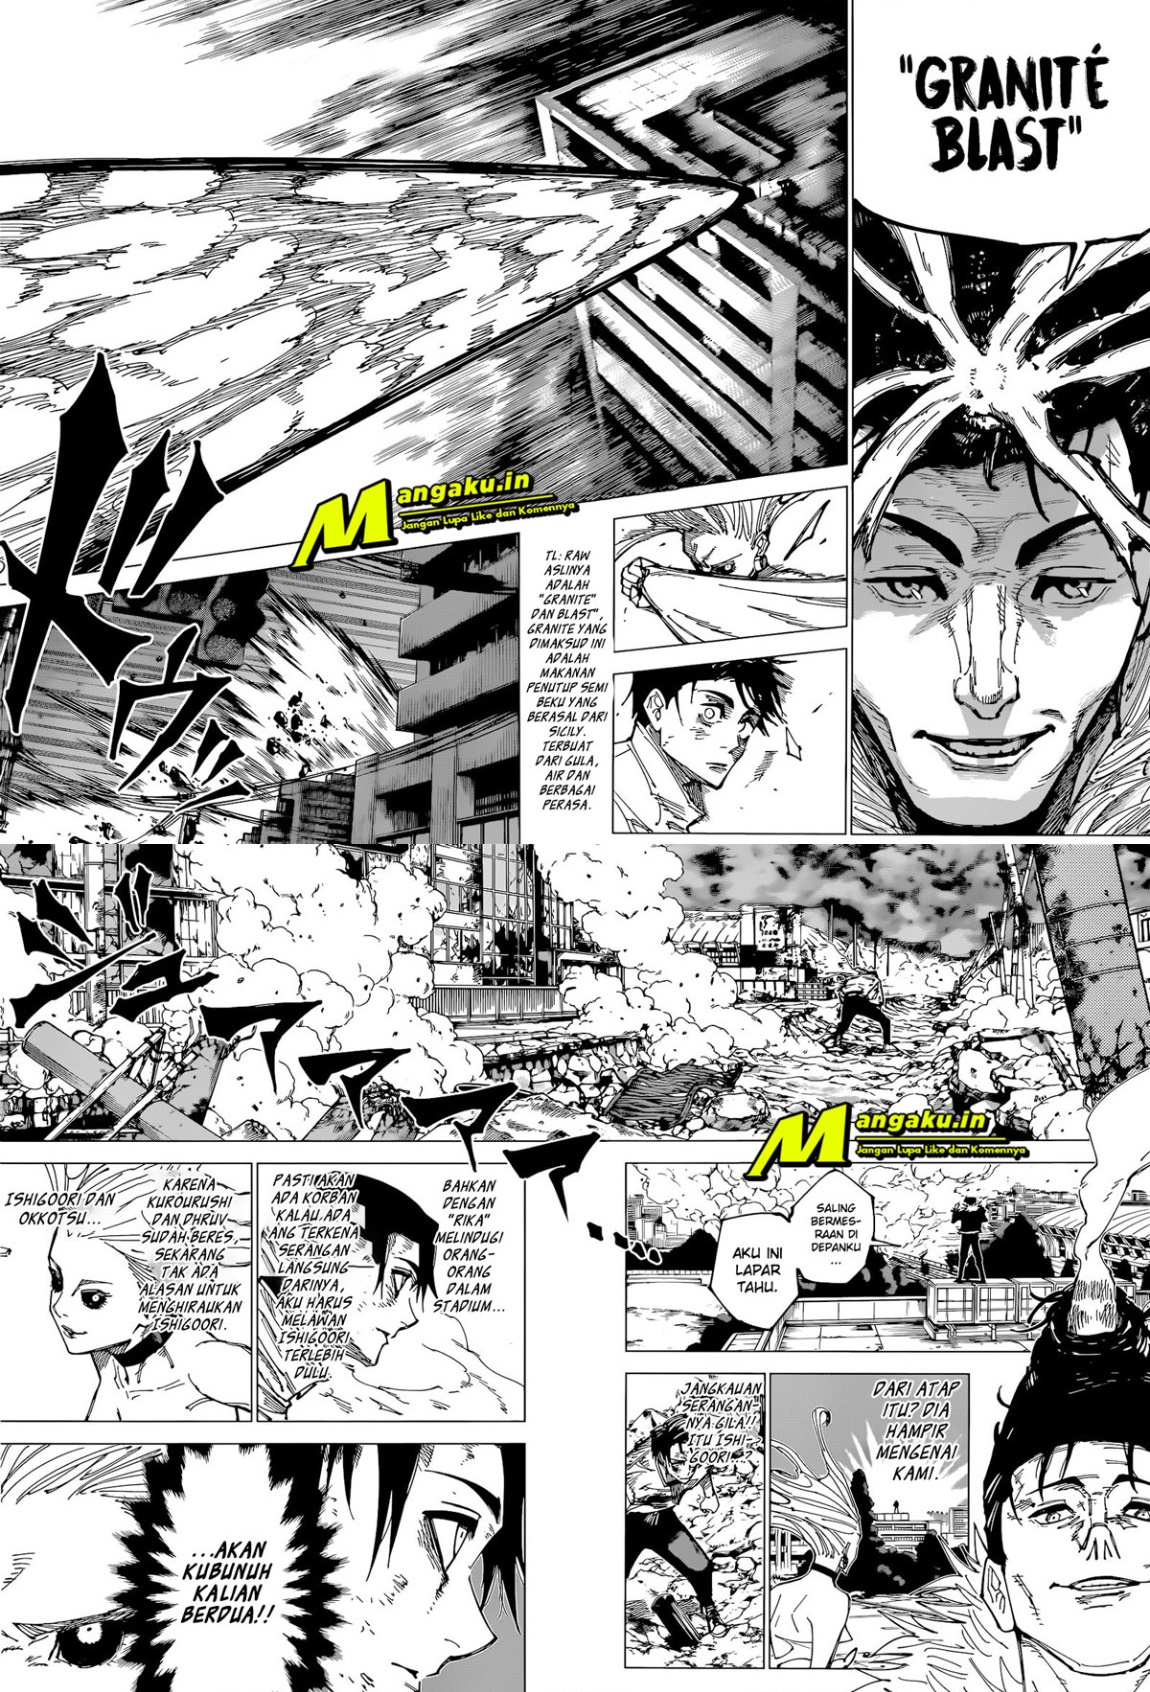 "GRANITÉ
BLAST"
Mangaku.in
Jangan Lupa Like dan Komennya
TL: RAW
ASLINYA
ADALAH
"GRANITE"
DAN BLAST",
GRANITE YANG
DIMAKSUD INI
ADALAH
MAKANAN
PENUTUP SEMI
BEKU YANG
BERASAL DARI
SICILY.
TERBUAT
DARI GULA,
AIR DAN
BERBAGAI
PERASA.
ドウッ
Mangaku.in
Jangan Lupa Like dan Komennya
SALING
BERMES-
RAAN DI
DEPANKU
...
AKU INI
LAPAR
TAHU.
DARI ATAP
ITU? DIA
HAMPIR
MENGENAI
KAMI.
JANGKAUAN
SERANGAN-
NYA GILA!!
ITU ISHI-
GOORI...?
BAHKAN
DENGAN
"RIKA"
MELINDUGI
ORANG-
ORANG
DALAM
STADIUM...
PASTI AKAN
ADA KORBAN
KALAU ADA
ANG TERKENA
SERANGAN
LANGSUNG
DARINYA,
AKU HARUS
MELAWAN
ISHIGOORI
TERLEBIH
DULU.
KARENA
KUROURUSHI
DAN DHRUV
SUDAH BERES,
SEKARANG
TAK ADA
ALASAN UNTUK
MENGHIRAUKAN
ISHIGOORI.
ISHIGOORI DAN
OKKOTSU...
...AKAN
KUBUNUH
KALIAN
BERDUA!!